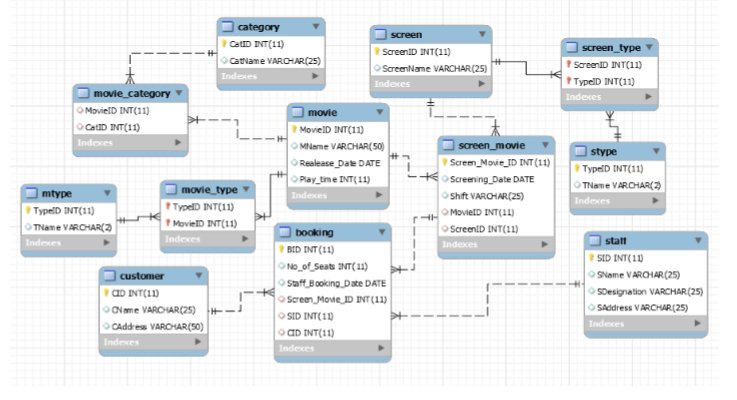 category
CatID INT(11)
CatName VARCHAR(25)
Indexes
screen
ScreenID INT(11)
ScreenName VARCHAR(25)
Indexes
screen_type
ScreenID INT(11)
TypeID INT(11)
Indexes
movie_category
MovieID INT(11)
CatID INT(11)
Indexes
movie
MovieID INT(11)
MName VARCHAR(50)
Realease_Date DATE
Play_time INT(11)
Indexes
screen_movie
Screen_Movie_ID INT(11)
Screening_Date DATE
Shift VARCHAR(25)
MovieID INT(11)
ScreenID INT(11)
Indexes
stype
TypeID INT(11)
TName VARCHAR(2)
Indexes
mtype
TypeID INT(11)
TName VARCHAR(2)
Indexes
movie_type
TypeID INT(11)
MovieID INT(11)
Indexes
booking
BID INT(11)
No_of_Seats INT(11)
Staff_Booking_Date DATE
Screen_Movie_ID INT(11)
SID INT(11)
CID INT(11)
Indexes
staff
SID INT(11)
SName VARCHAR(25)
SDesignation VARCHAR(25)
SAddress VARCHAR(25)
Indexes
customer
CID INT(11)
CName VARCHAR(25)
CAddress VARCHAR(50)
Indexes